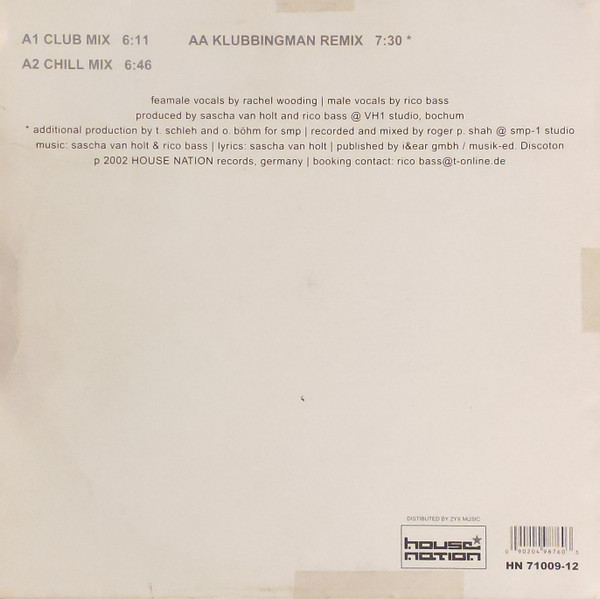 A1 CLUB MIX 6:11 AA KLUBBINGMAN REMIX 7:30 *
A2 CHILL MIX 6:46
feamale vocals by rachel wooding | male vocals by rico bass
produced by sascha van holt and rico bass @ VH1 studio, bochum
* additional production by t. schleh and o. böhm for smp | recorded and mixed by roger p. shah @ smp-1 studio
music: sascha van holt & rico bass | lyrics: sascha van holt | published by i&ear gmbh / musik-ed. Discoton
p 2002 HOUSE NATION records, germany | booking contact: rico bass@t-online.de
DISTIBUTED BY ZYX MUSIC
house
nation
0 90204 98760 5
HN 71009-12